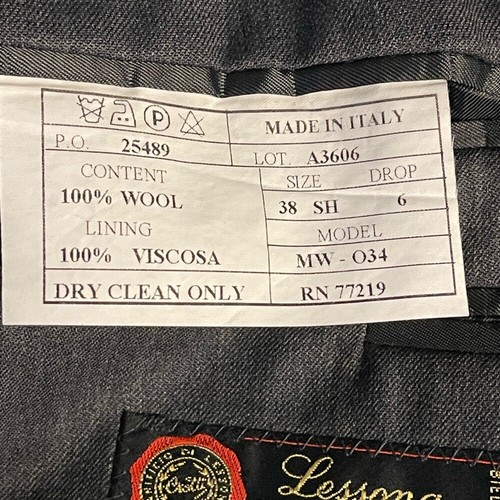 P
MADE IN ITALY
P.O. 25489
LOT. A3606
CONTENT
100% WOOL
SIZE DROP
38 SH 6
LINING
100% VISCOSA
MODEL
MW - O34
DRY CLEAN ONLY
RN 77219